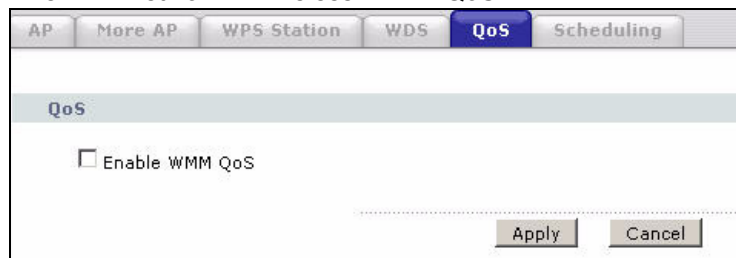 AP More AP WPS Station WDS QoS Scheduling
QoS
Enable WMM QoS
Apply Cancel